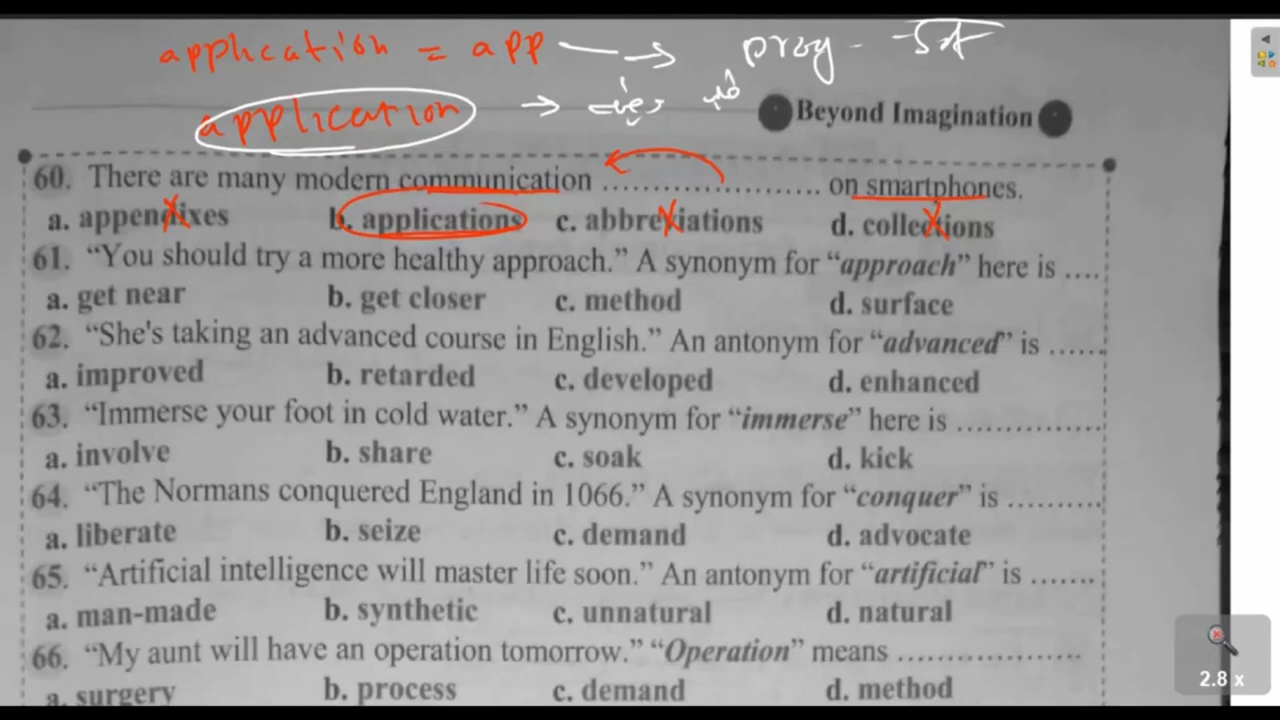 application = app → prog -
application → طلب
Beyond Imagination
60. There are many modern communication ........................ on smartphones.
a. appendixes b. applications c. abbreviations d. collections
61. “You should try a more healthy approach.” A synonym for “approach” here is ....
a. get near b. get closer c. method d. surface
62. “She's taking an advanced course in English.” An antonym for “advanced” is ......
a. improved b. retarded c. developed d. enhanced
63. “Immerse your foot in cold water.” A synonym for “immerse” here is ...............
a. involve b. share c. soak d. kick
64. “The Normans conquered England in 1066.” A synonym for “conquer” is ..........
a. liberate b. seize c. demand d. advocate
65. “Artificial intelligence will master life soon.” An antonym for “artificial” is .......
a. man-made b. synthetic c. unnatural d. natural
66. “My aunt will have an operation tomorrow.” “Operation” means ...................
a. surgery b. process c. demand d. method
2.8 x